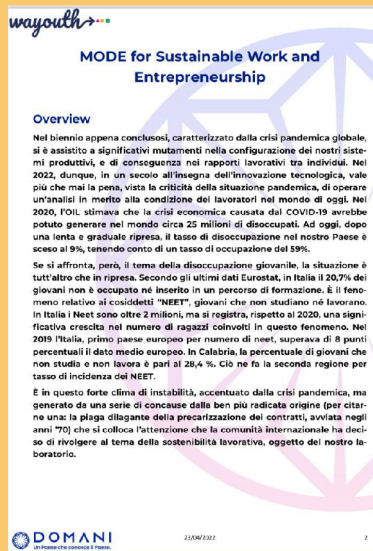 wayouth
MODE for Sustainable Work and
Entrepreneurship
Overview
Nel biennio appena conclusosi, caratterizzato dalla crisi pandemica globale,
si è assistito a significativi mutamenti nella configurazione dei nostri siste-
mi produttivi, e di conseguenza nei rapporti lavorativi tra individui. Nel
2022, dunque, in un secolo all'insegna dell'innovazione tecnologica, vale
più che mai la pena, vista la criticità della situazione pandemica, di operare
un'analisi in merito alla condizione dei lavoratori nel mondo di oggi. Nel
2020, l'OIL stimava che la crisi economica causata dal COVID-19 avrebbe
potuto generare nel mondo circa 25 milioni di disoccupati. Ad oggi, dopo
una lenta e graduale ripresa, il tasso di disoccupazione nel nostro Paese è
sceso al 9%, tenendo conto di un tasso di occupazione del 59%.
Se si affronta, però, il tema della disoccupazione giovanile, la situazione è
tutt'altro che in ripresa. Secondo gli ultimi dati Eurostat, in Italia il 20,7% dei
giovani non è occupato né inserito in un percorso di formazione. È il feno-
meno relativo ai cosiddetti "NEET", giovani che non studiano né lavorano.
In Italia i Neet sono oltre 2 milioni, ma si registra, rispetto al 2020, una signi-
ficativa crescita nel numero di ragazzi coinvolti in questo fenomeno. Nel
2019 l'Italia, primo paese europeo per numero di neet, superava di 8 punti
percentuali il dato medio europeo. In Calabria, la percentuale di giovani che
non studia e non lavora è pari al 28,4 %. Ciò ne fa la seconda regione per
tasso di incidenza dei NEET.
È in questo forte clima di instabilità, accentuato dalla crisi pandemica, ma
generato da una serie di concause dalla ben più radicata origine (per citar-
ne una: la piaga dilagante della precarizzazione dei contratti, avviata negli
anni '70) che si colloca l'attenzione che la comunità internazionale ha deci-
so di rivolgere al tema della sostenibilità lavorativa, oggetto del nostro la-
boratorio.
DOMANI
Un Paese che conosce il Paese.
23/04/2022
2